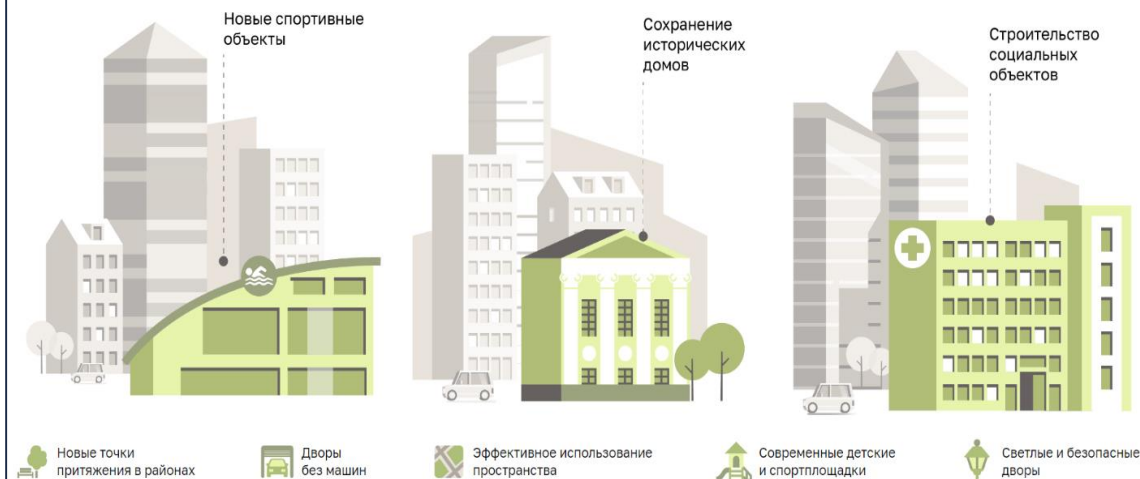 Новые спортивные
объекты
Сохранение
исторических
домов
Строительство
социальных
объектов
Новые точки
притяжения в районах
Дворы
без машин
Эффективное использование
пространства
Современные детские
и спортплощадки
Светлые и безопасные
дворы